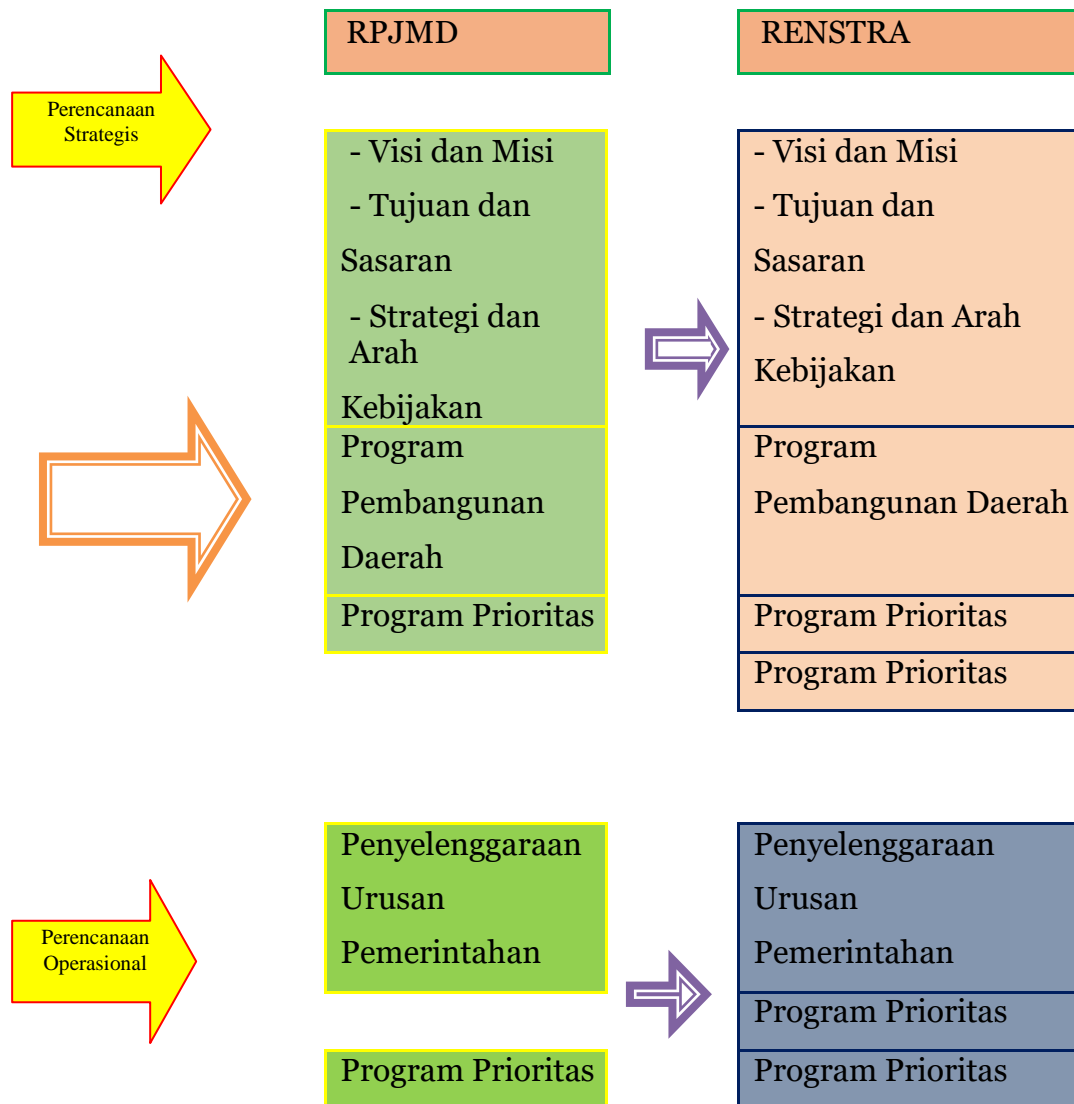 RPJMD
RENSTRA
Perencanaan
Strategis
- Visi dan Misi
- Tujuan dan
Sasaran
- Strategi dan
Arah
Kebijakan
Program
Pembangunan
Daerah
Program Prioritas
- Visi dan Misi
- Tujuan dan
Sasaran
- Strategi dan Arah
Kebijakan
Program
Pembangunan Daerah
Program Prioritas
Program Prioritas
Perencanaan
Operasional
Penyelenggaraan
Urusan
Pemerintahan
Program Prioritas
Penyelenggaraan
Urusan
Pemerintahan
Program Prioritas
Program Prioritas